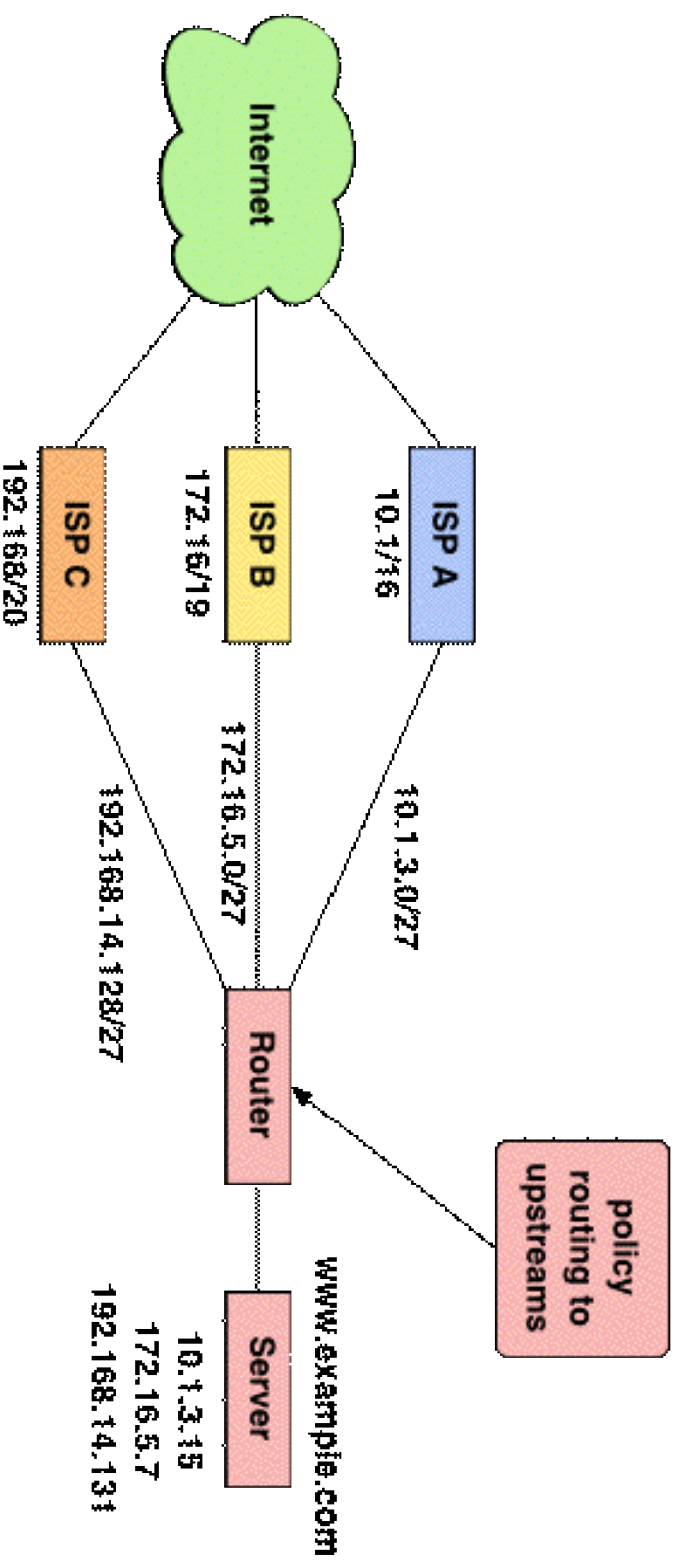 Internet
ISP A
10.1/16
ISP B
172.16/19
ISP C
192.168/20
10.1.3.0/27
172.16.5.0/27
192.168.14.128/27
policy
routing to
upstreams
Router
www.example.com
Server
10.1.3.15
172.16.5.7
192.168.14.131